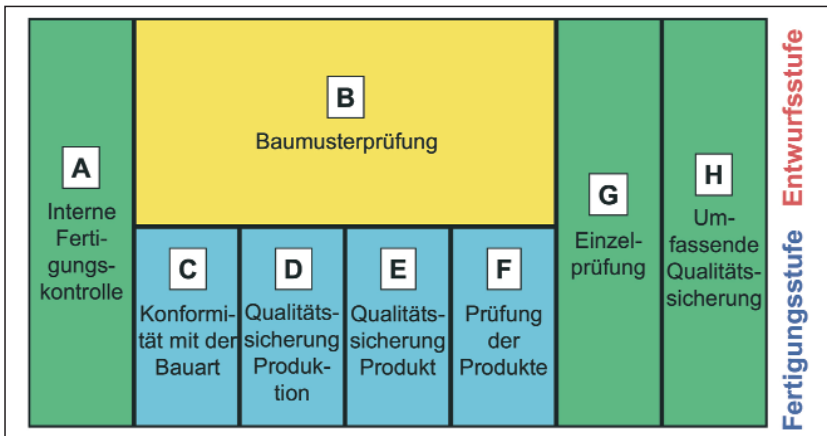 A
Interne
Ferti-
gungs-
kontrolle
B
Baumusterprüfung
C
Konformi-
tät mit der
Bauart
D
Qualitäts-
sicherung
Produk-
tion
E
Qualitäts-
sicherung
Produkt
F
Prüfung
der
Produkte
G
Einzel-
prüfung
H
Um-
fassende
Qualitäts-
sicherung
Entwurfsstufe
Fertigungsstufe